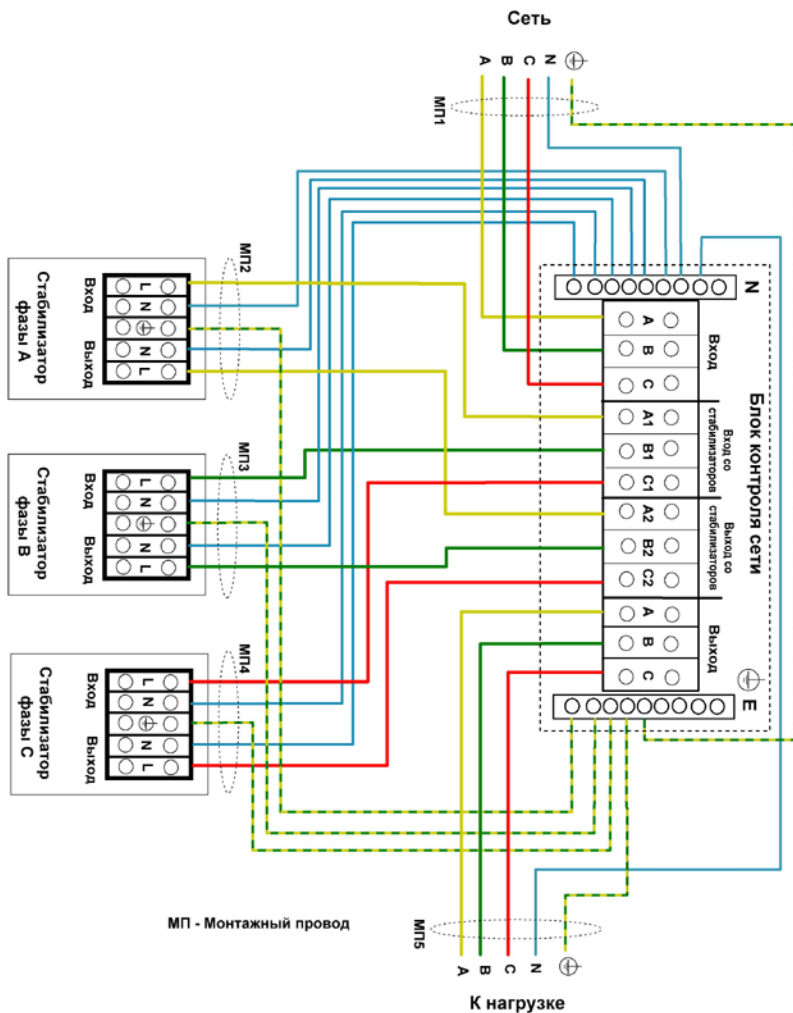 Сеть
A
B
C
N
МП1
МП2
Стабилизатор
фазы A
Вход
Выход
L
N
N
L
МП3
Стабилизатор
фазы B
Вход
Выход
L
N
N
L
МП4
Стабилизатор
фазы C
Вход
Выход
L
N
N
L
Блок контроля сети
N
Вход
A
B
C
Вход со
стабилизаторов
A1
B1
C1
Выход со
стабилизаторов
A2
B2
C2
Выход
A
B
C
E
МП - Монтажный провод
МП5
A
B
C
N
К нагрузке